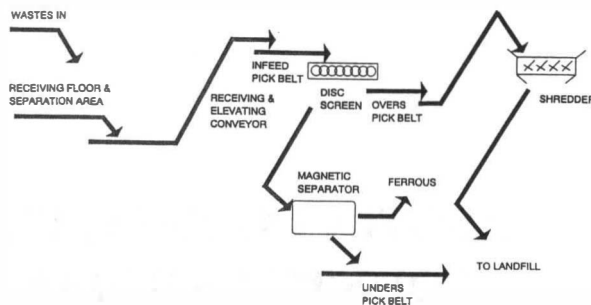 WASTES IN
RECEIVING FLOOR &
SEPARATION AREA
RECEIVING &
ELEVATING
CONVEYOR
INFEED
PICK BELT
DISC
SCREEN
OVERS
PICK BELT
SHREDDER
MAGNETIC
SEPARATOR
FERROUS
UNDERS
PICK BELT
TO LANDFILL